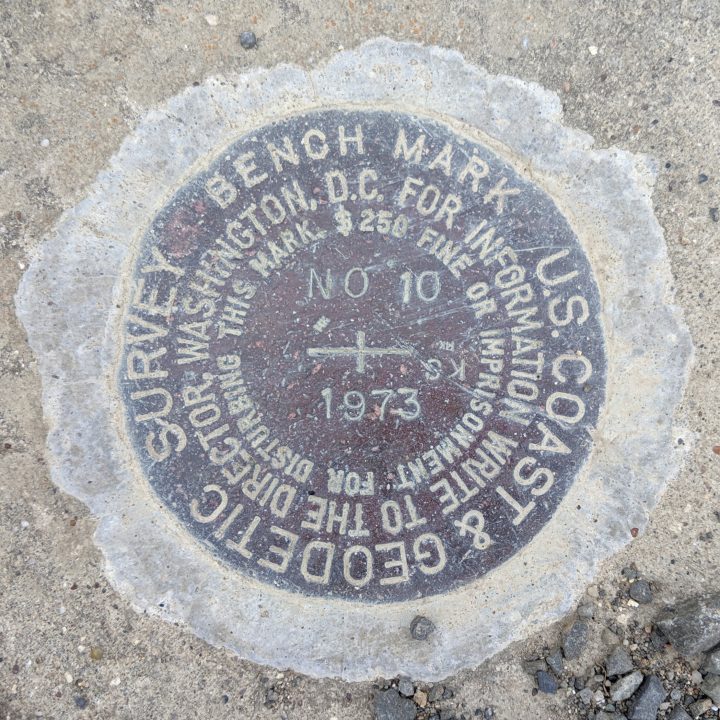 U.S. COAST & GEODETIC SURVEY BENCH MARK
FOR INFORMATION WRITE TO THE DIRECTOR, WASHINGTON, D.C.
$250 FINE OR IMPRISONMENT FOR DISTURBING THIS MARK.
NO 10
KS
1973